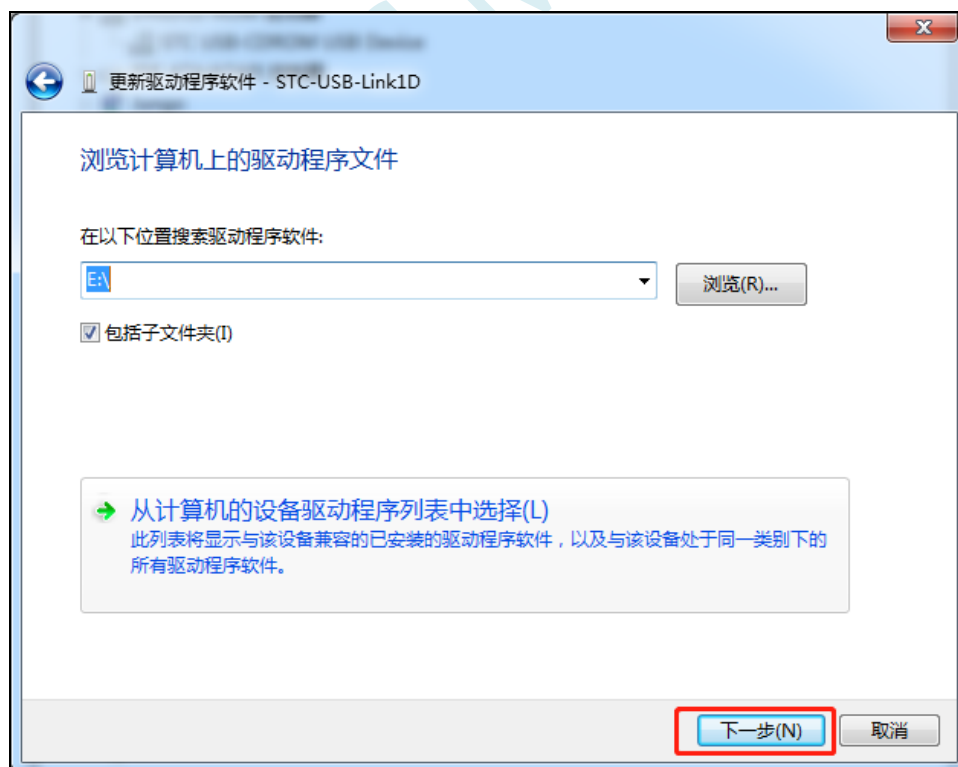 STC USB-CDROM USB Device
更新驱动程序软件 - STC-USB-Link1D
浏览计算机上的驱动程序文件
在以下位置搜索驱动程序软件:
E:\
浏览(R)...
包括子文件夹(I)
从计算机的设备驱动程序列表中选择(L)
此列表将显示与该设备兼容的已安装的驱动程序软件，以及与该设备处于同一类别下的
所有驱动程序软件。
下一步(N)
取消